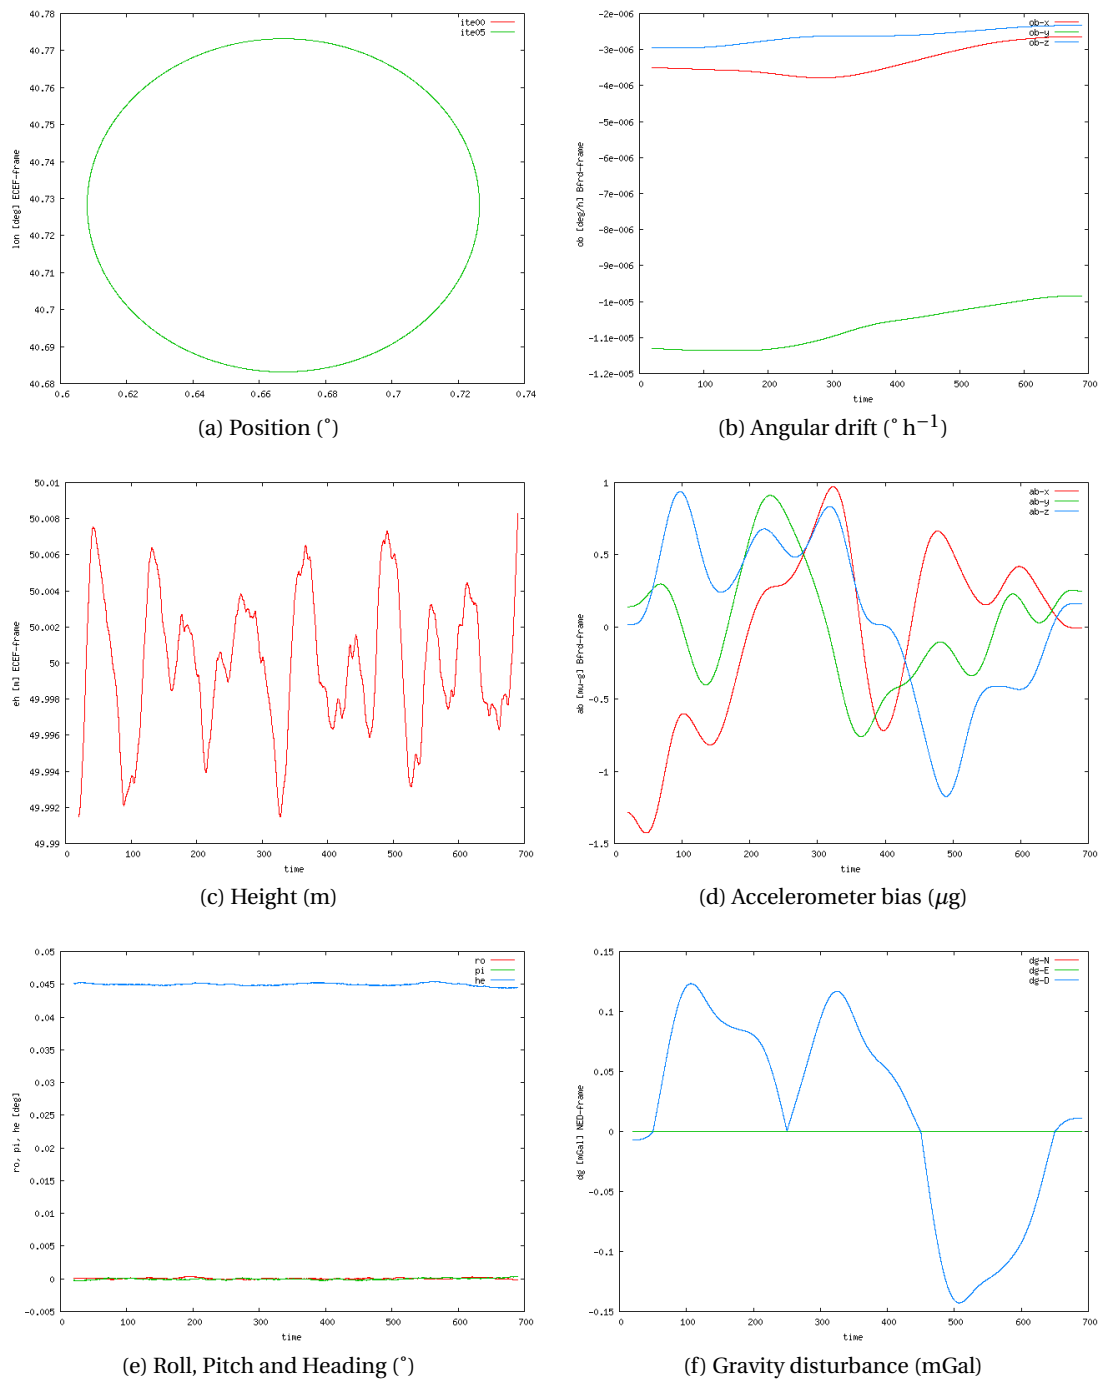 40.78
40.77
40.76
40.75
40.74
40.73
40.72
40.71
40.7
40.69
40.68
lon [deg] ECEF-frame
ite00
ite05
0.6
0.62
0.64
0.66
0.68
0.7
0.72
0.74
(a) Position (°)
-2e-006
-3e-006
-4e-006
-5e-006
-6e-006
-7e-006
-8e-006
-9e-006
-1e-005
-1.1e-005
-1.2e-005
ob [deg/h] Bfrd-frame
ob-x
ob-y
ob-z
0
100
200
300
400
500
600
700
time
(b) Angular drift (° h−1)
50.01
50.008
50.006
50.004
50.002
50
49.998
49.996
49.994
49.992
49.99
eh [m] ECEF-frame
0
100
200
300
400
500
600
700
time
(c) Height (m)
1
0.5
0
-0.5
-1
-1.5
ab [mu-g] Bfrd-frame
ab-x
ab-y
ab-z
0
100
200
300
400
500
600
700
time
(d) Accelerometer bias (μg)
0.05
0.045
0.04
0.035
0.03
0.025
0.02
0.015
0.01
0.005
0
-0.005
ro, pi, he [deg]
ro
pi
he
0
100
200
300
400
500
600
700
time
(e) Roll, Pitch and Heading (°)
0.15
0.1
0.05
0
-0.05
-0.1
-0.15
dg [mGal] NED-frame
dg-N
dg-E
dg-D
0
100
200
300
400
500
600
700
time
(f) Gravity disturbance (mGal)